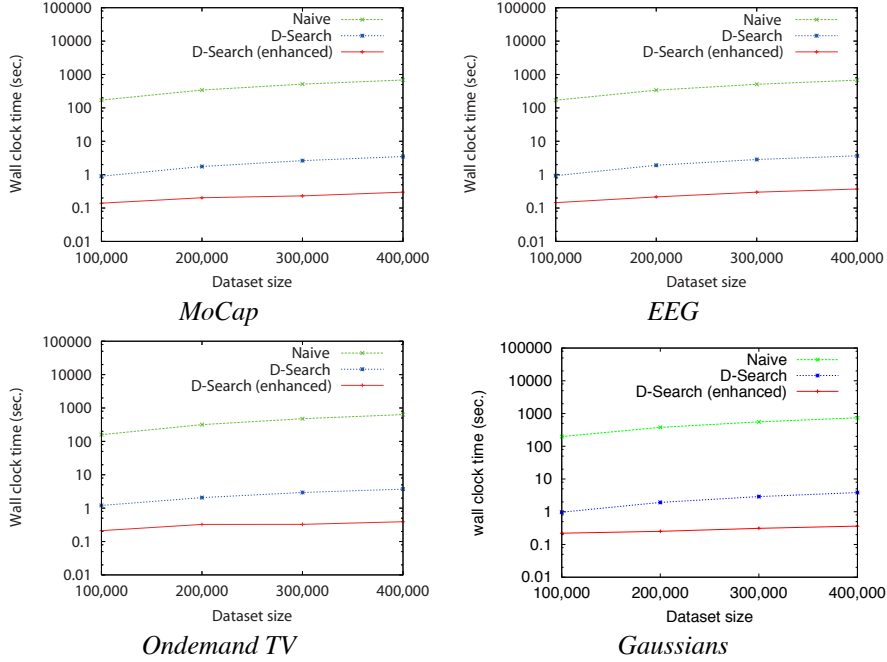 Wall clock time (sec.)
100000
10000
1000
100
10
1
0.1
0.01
Naive
D-Search
D-Search (enhanced)
100,000 200,000 300,000 400,000
Dataset size
MoCap
Wall clock time (sec.)
100000
10000
1000
100
10
1
0.1
0.01
Naive
D-Search
D-Search (enhanced)
100,000 200,000 300,000 400,000
Dataset size
EEG
Wall clock time (sec.)
100000
10000
1000
100
10
1
0.1
0.01
Naive
D-Search
D-Search (enhanced)
100,000 200,000 300,000 400,000
Dataset size
Ondemand TV
wall clock time (sec.)
100000
10000
1000
100
10
1
0.1
0.01
Naive
D-Search
D-Search (enhanced)
100,000 200,000 300,000 400,000
Dataset size
Gaussians